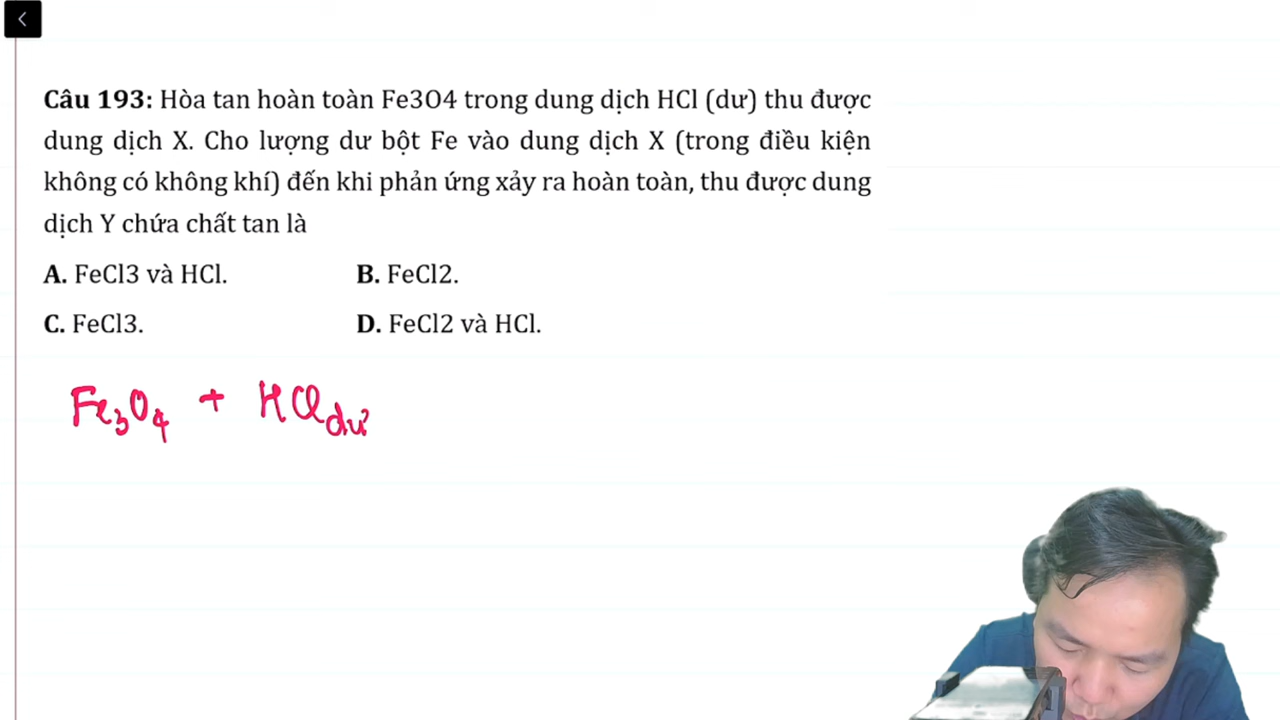 Câu 193: Hòa tan hoàn toàn Fe3O4 trong dung dịch HCl (dư) thu được
dung dịch X. Cho lượng dư bột Fe vào dung dịch X (trong điều kiện
không có không khí) đến khi phản ứng xảy ra hoàn toàn, thu được dung
dịch Y chứa chất tan là
A. FeCl3 và HCl. B. FeCl2.
C. FeCl3. D. FeCl2 và HCl.
Fe₃O₄ + HCl dư